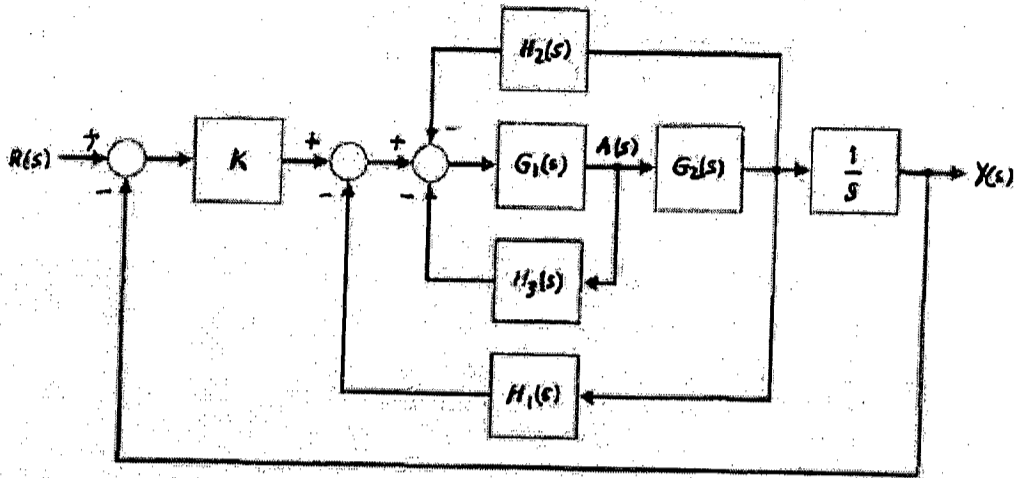 H₂(s)
+
-
R(s)
K
+
+
-
G₁(s)
A(s)
G₂(s)
1
s
Y(s)
-
-
-
H₃(s)
H₁(s)